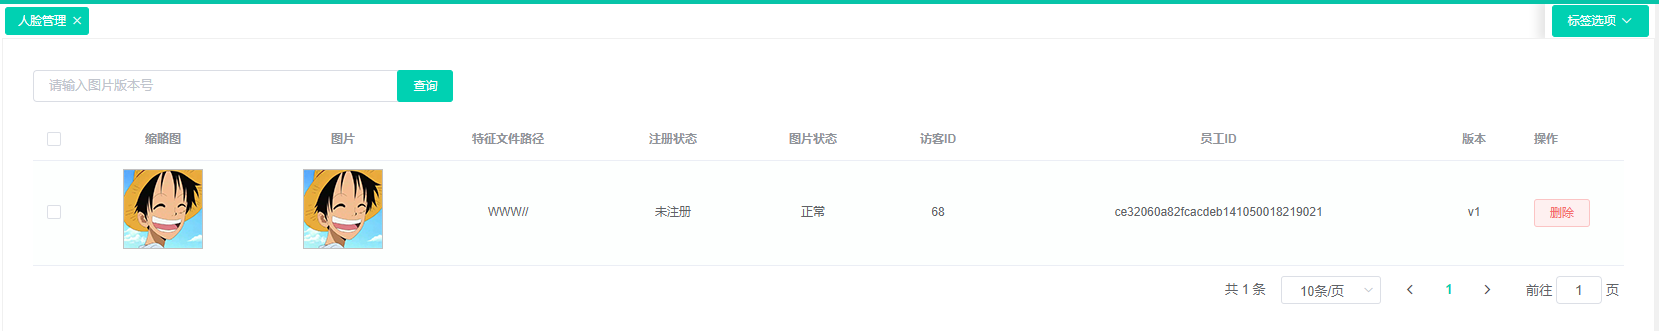 人脸管理
标签选项
请输入图片版本号 查询
缩略图 图片 特征文件路径 注册状态 图片状态 访客ID 员工ID 版本 操作
WWW// 未注册 正常 68 ce32060a82fcacdeb141050018219021 v1 删除
共 1 条 10条/页 1 前往 1 页